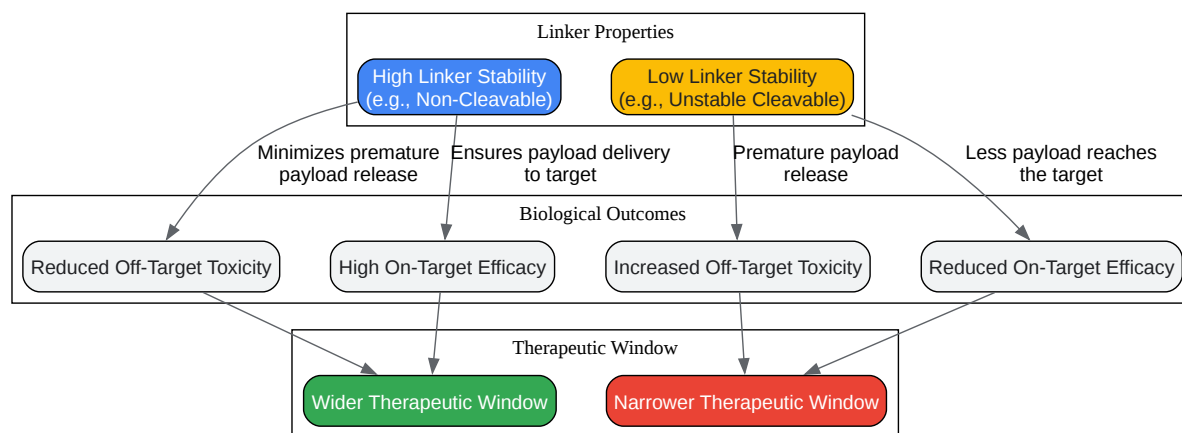 Linker Properties
High Linker Stability
(e.g., Non-Cleavable)
Low Linker Stability
(e.g., Unstable Cleavable)
Minimizes premature
payload release
Ensures payload delivery
to target
Premature payload
release
Less payload reaches
the target
Biological Outcomes
Reduced Off-Target Toxicity
High On-Target Efficacy
Increased Off-Target Toxicity
Reduced On-Target Efficacy
Therapeutic Window
Wider Therapeutic Window
Narrower Therapeutic Window